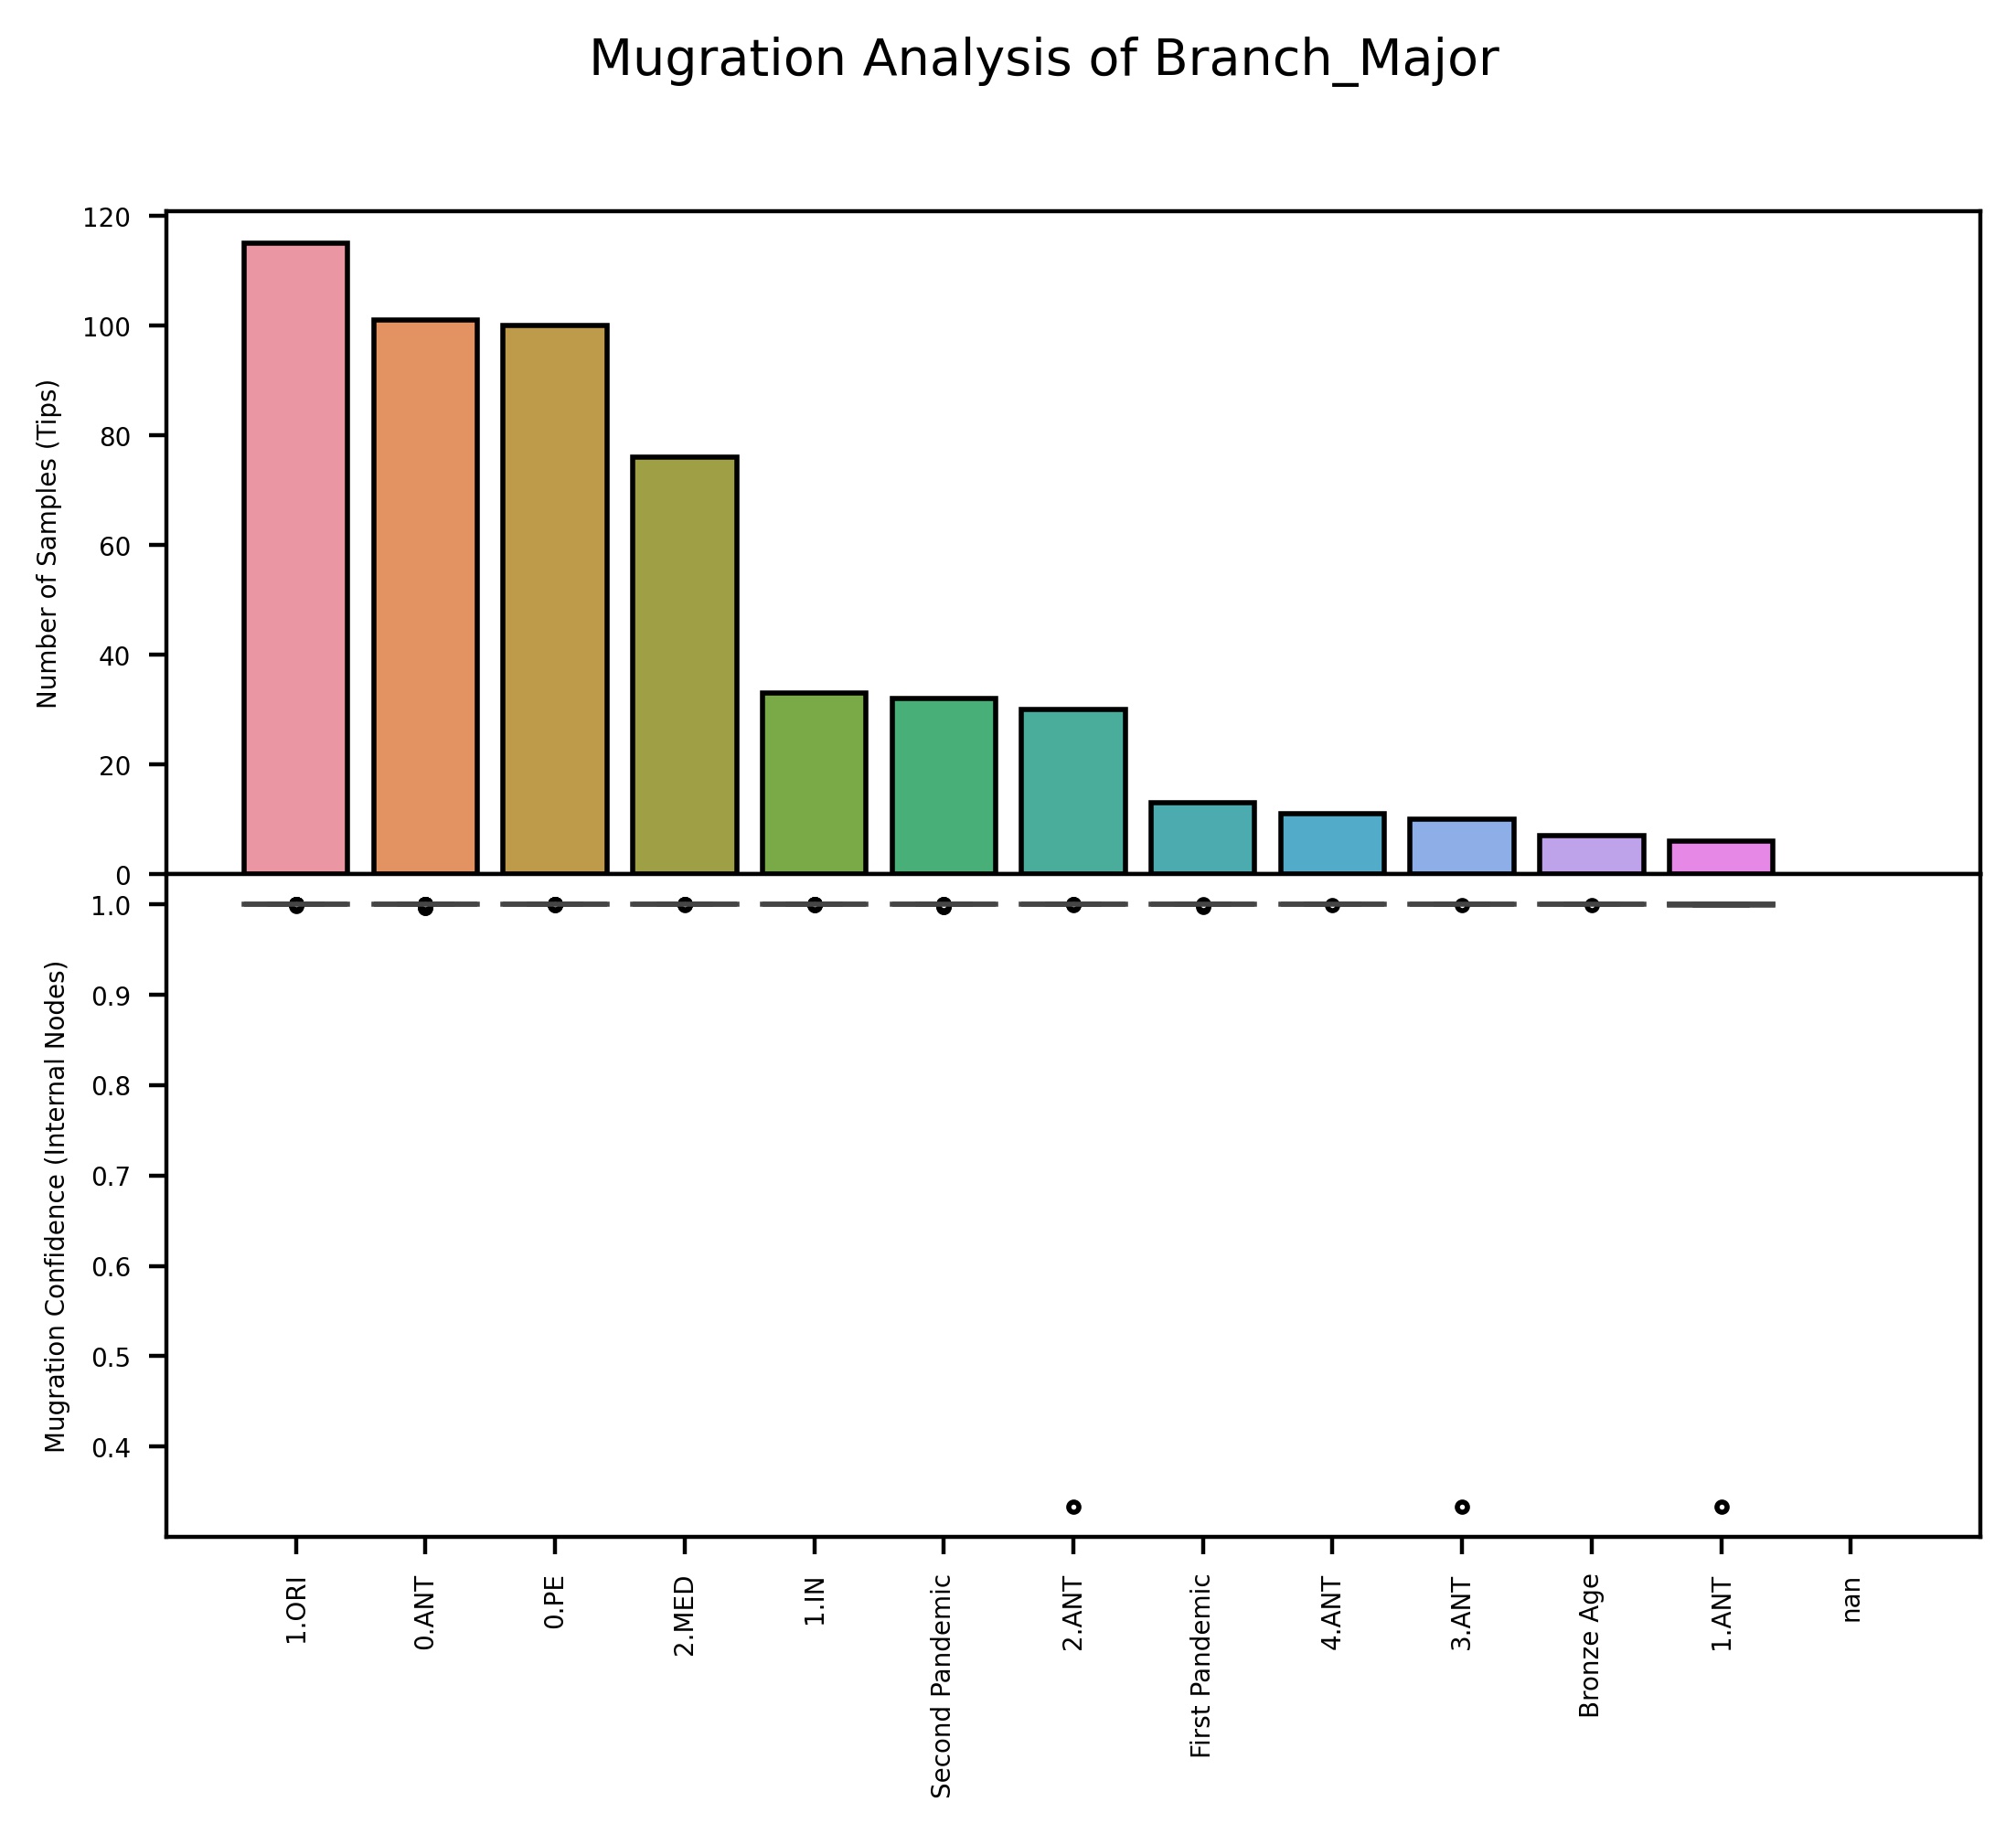 Mugration Analysis of Branch_Major
Number of Samples (Tips)
120
100
80
60
40
20
0
Mugration Confidence (Internal Nodes)
1.0
0.9
0.8
0.7
0.6
0.5
0.4
1.ORI
0.ANT
0.PE
2.MED
1.IN
Second Pandemic
2.ANT
First Pandemic
4.ANT
3.ANT
Bronze Age
1.ANT
nan